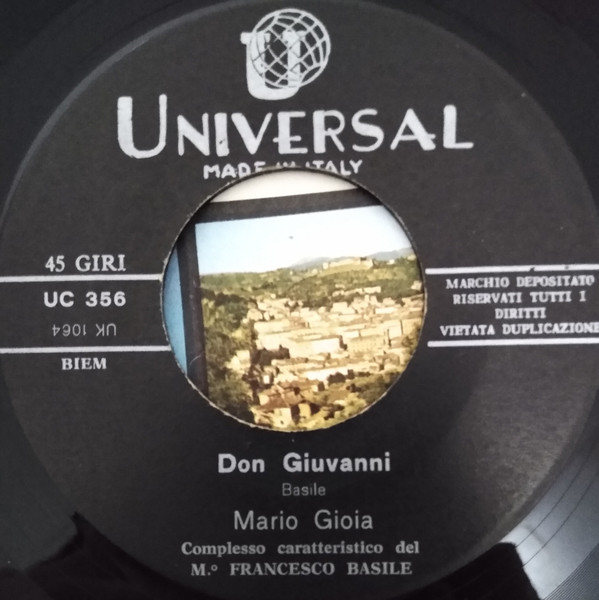 U
UNIVERSAL
MADE IN ITALY
45 GIRI
UC 356
UK 1064
BIEM
MARCHIO DEPOSITATO
RISERVATI TUTTI I
DIRITTI
VIETATA DUPLICAZIONE
Don Giuvanni
Basile
Mario Gioia
Complesso caratteristico del
M.º FRANCESCO BASILE